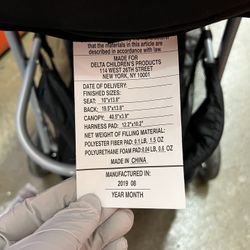 that the materials in this article are
described in accordance with law
MADE FOR
DELTA CHILDREN'S PRODUCTS
114 WEST 26TH STREET
NEW YORK, NY 10001
DATE OF DELIVERY:
FINISHED SIZES:
SEAT: 10"x13.8"
BACK: 19.5"x13.8"
CANOPY: 40.5"x3.9"
HARNESS PAD: 12.2"x10.2"
NET WEIGHT OF FILLING MATERIAL:
POLYESTER FIBER PAD: 0.1 LB, 1.5 OZ
POLYURETHANE FOAM PAD: 0.04 LB, 0.6 OZ
MADE IN CHINA
MANUFACTURED IN:
2019 06
YEAR MONTH